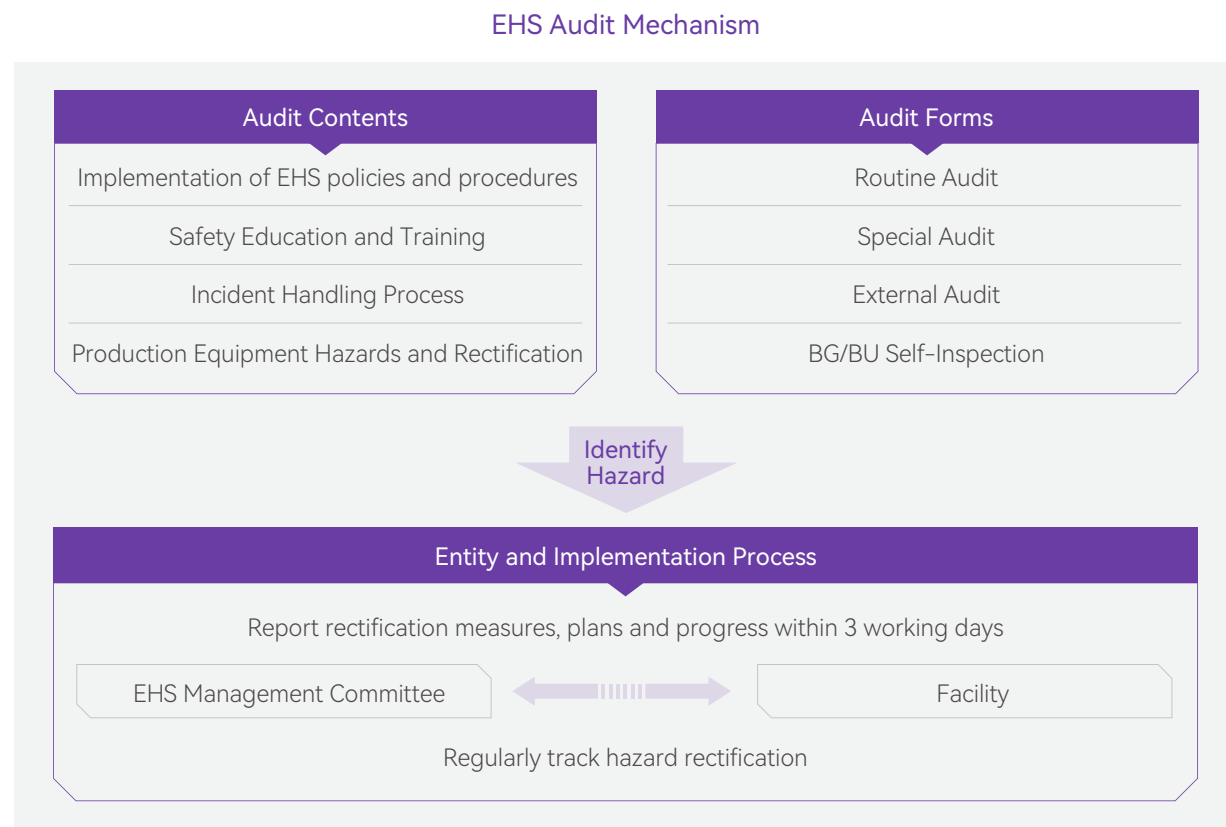 EHS Audit Mechanism
Audit Contents
Implementation of EHS policies and procedures
Safety Education and Training
Incident Handling Process
Production Equipment Hazards and Rectification
Audit Forms
Routine Audit
Special Audit
External Audit
BG/BU Self-Inspection
Identify
Hazard
Entity and Implementation Process
Report rectification measures, plans and progress within 3 working days
EHS Management Committee
Facility
Regularly track hazard rectification